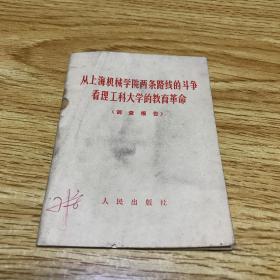 从上海机械学院两条路线的斗争
看理工科大学的教育革命
（调查报告）
人民出版社